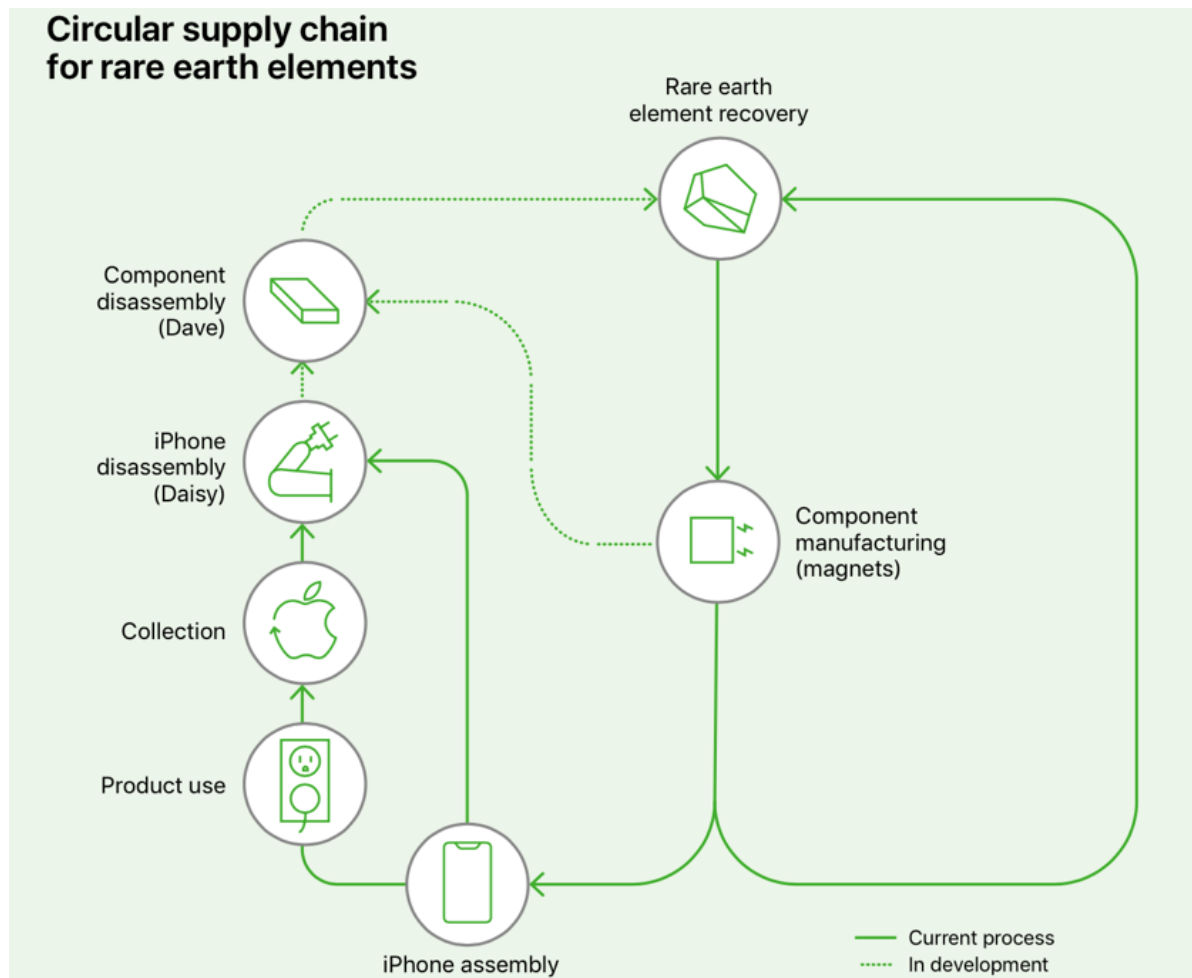 Circular supply chain
for rare earth elements
Rare earth
element recovery
Component
disassembly
(Dave)
iPhone
disassembly
(Daisy)
Component
manufacturing
(magnets)
Collection
Product use
iPhone assembly
Current process
In development